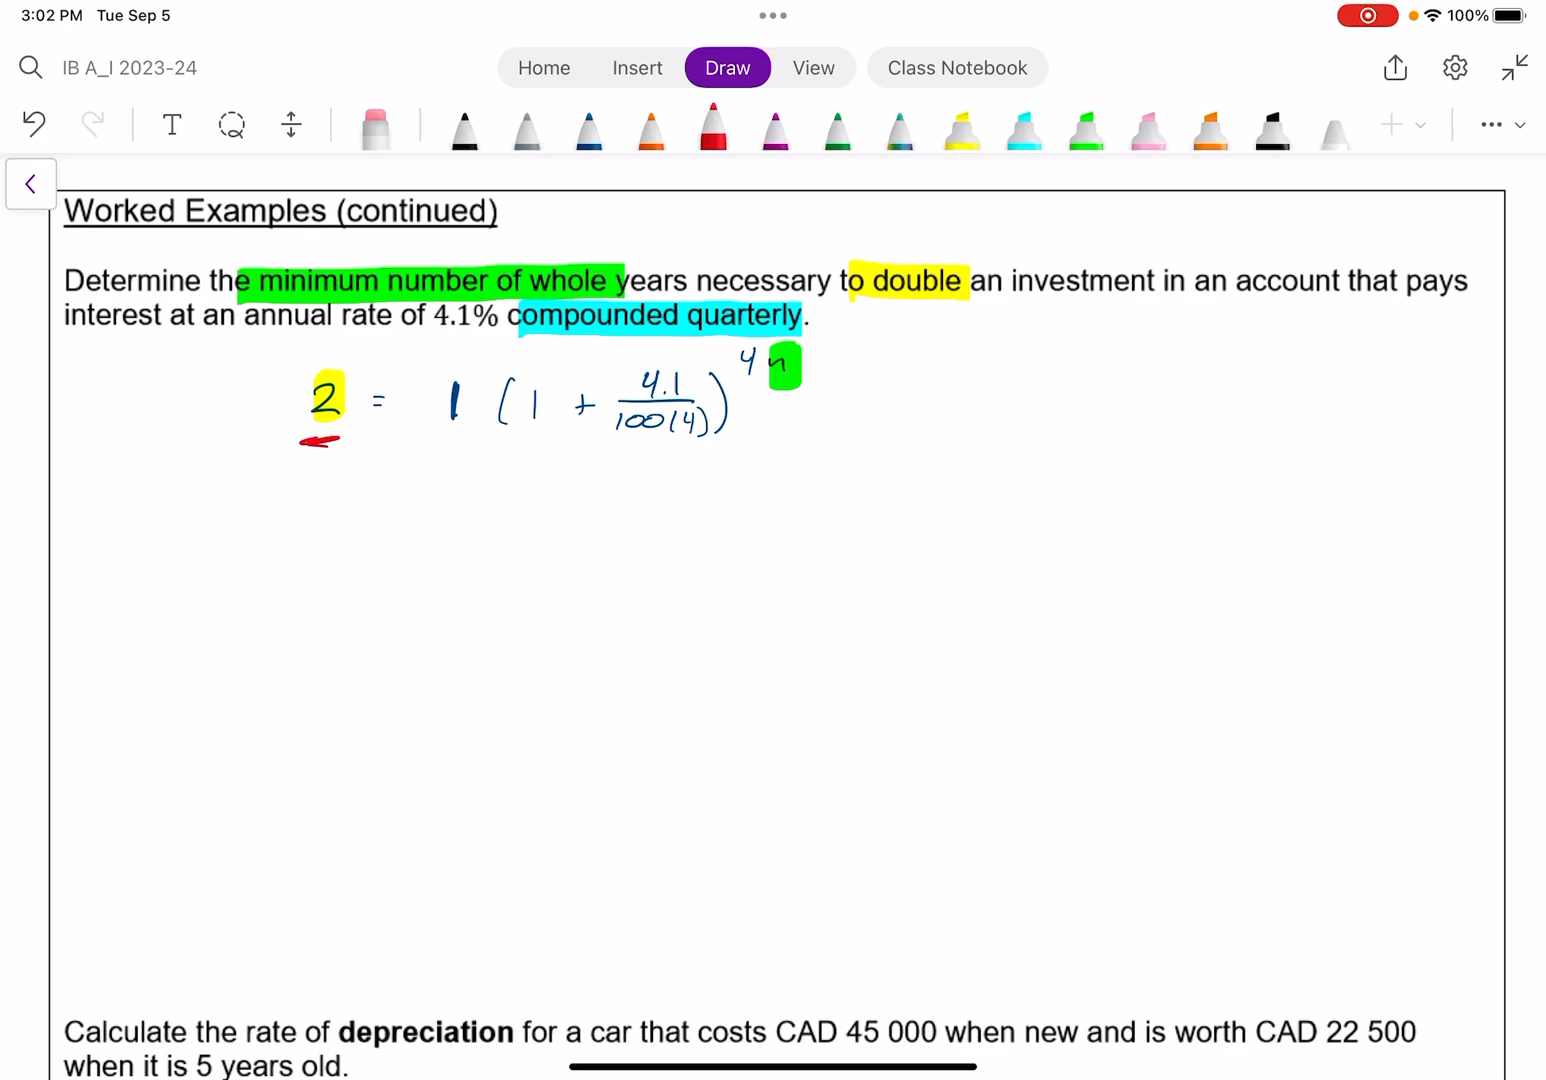 3:02 PM Tue Sep 5
100%
IB A_I 2023-24
Home Insert Draw View Class Notebook
T
Worked Examples (continued)
Determine the minimum number of whole years necessary to double an investment in an account that pays
interest at an annual rate of 4.1% compounded quarterly.
2 = 1 ( 1 + 4.1 / 100(4) ) 4n
Calculate the rate of depreciation for a car that costs CAD 45 000 when new and is worth CAD 22 500
when it is 5 years old.